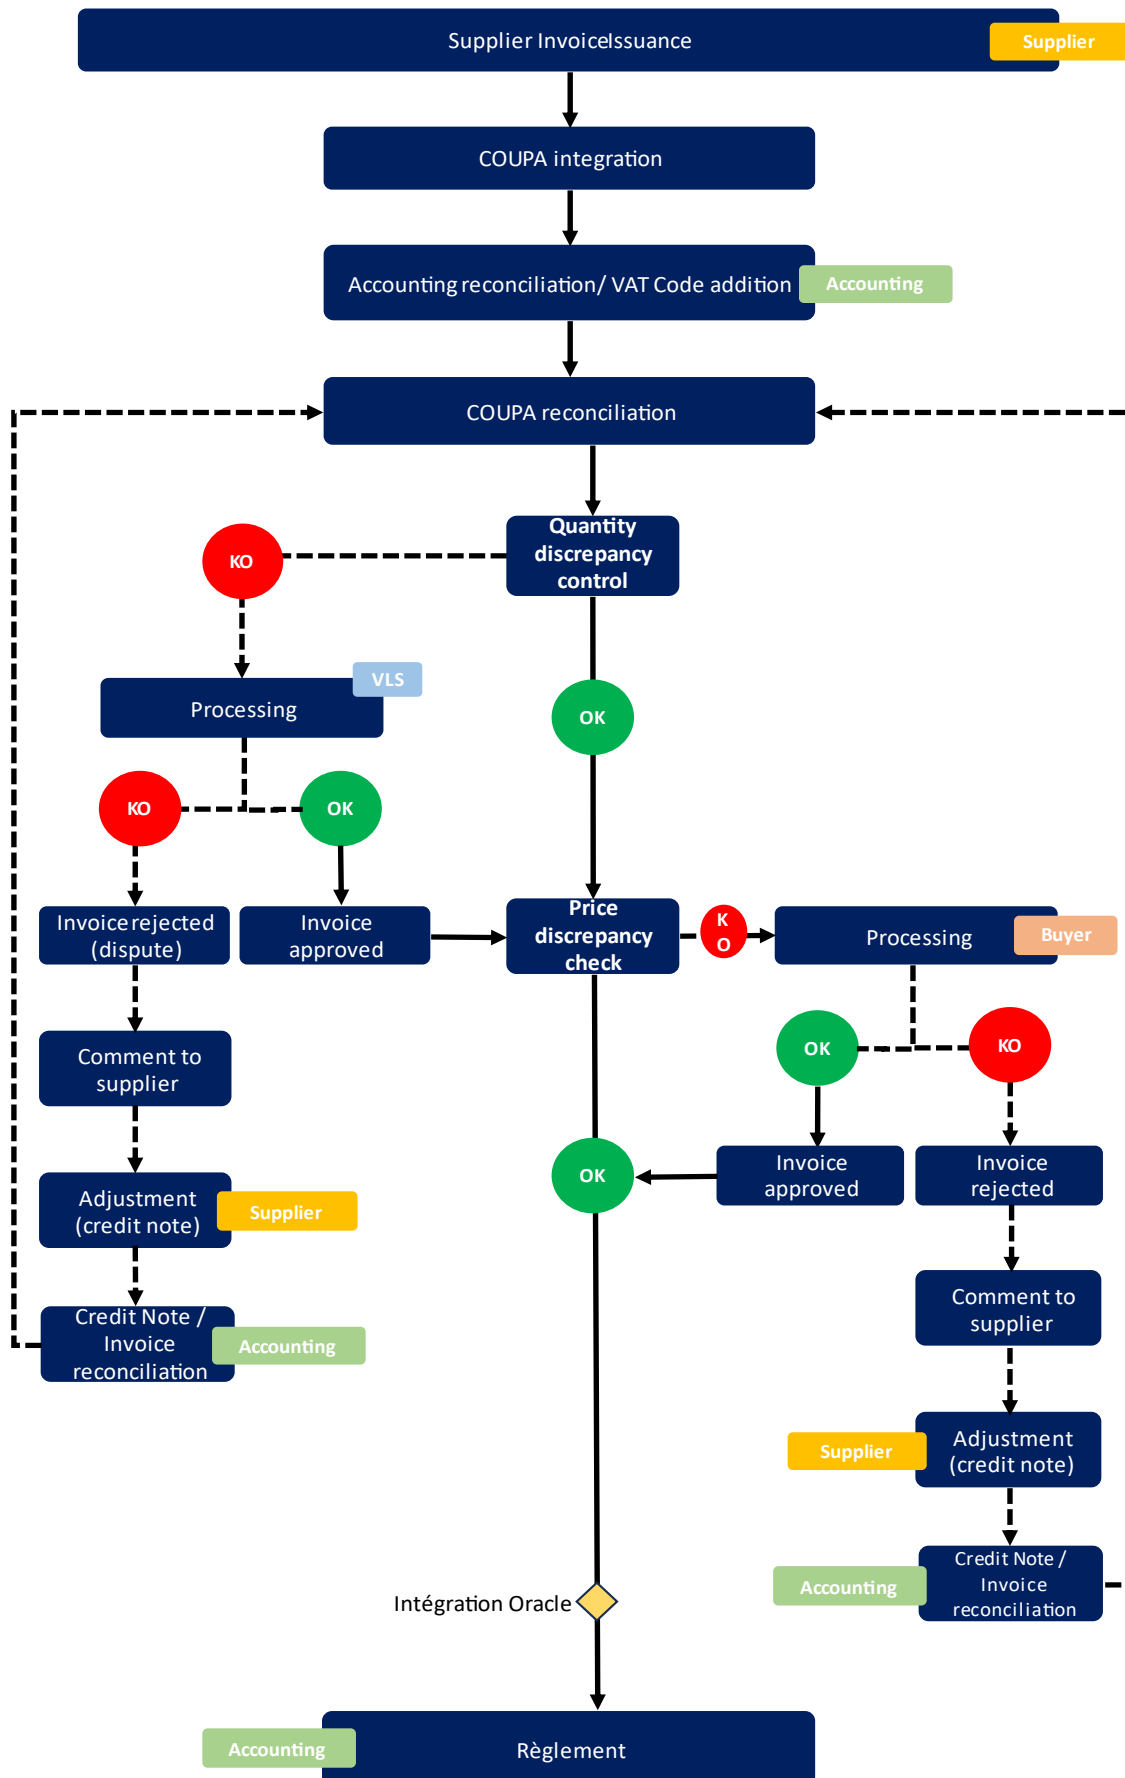 Supplier InvoiceIssuance
Supplier
COUPA integration
Accounting reconciliation/ VAT Code addition
Accounting
COUPA reconciliation
Quantity
discrepancy
control
KO
VLS
Processing
OK
KO
OK
Invoice rejected
(dispute)
Invoice
approved
Price
discrepancy
check
K
O
Processing
Buyer
OK
KO
Comment to
supplier
Invoice
approved
Invoice
rejected
OK
Adjustment
(credit note)
Supplier
Comment to
supplier
Credit Note /
Invoice
reconciliation
Accounting
Supplier
Adjustment
(credit note)
Accounting
Credit Note /
Invoice
reconciliation
Intégration Oracle
Accounting
Règlement